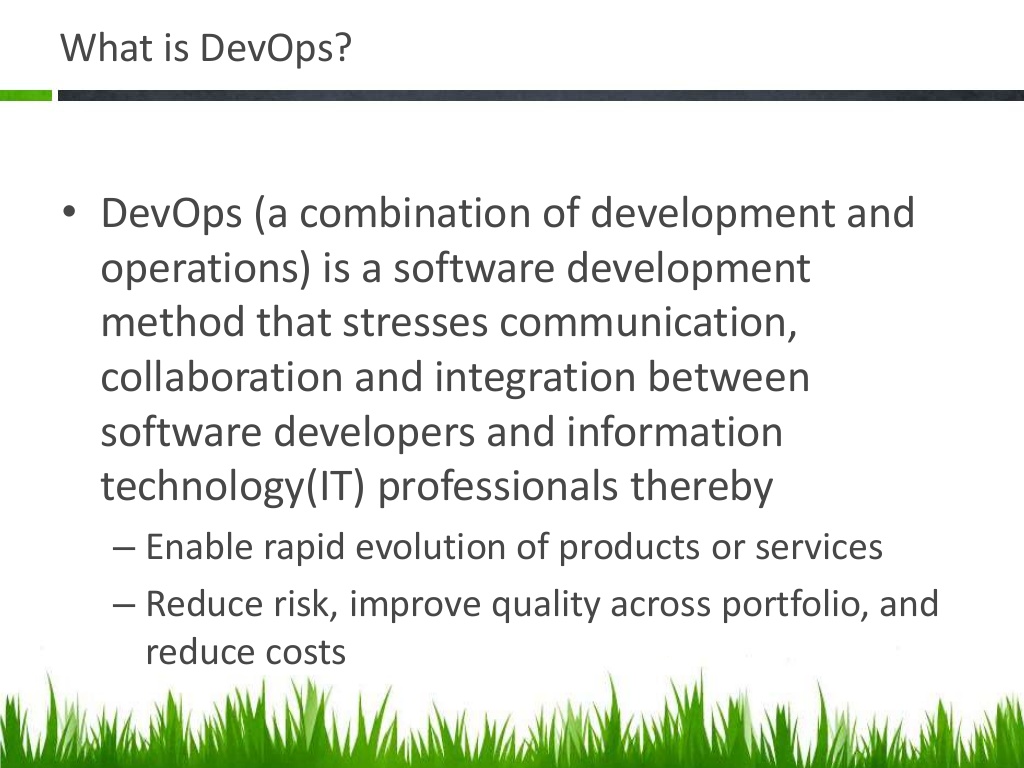 What is DevOps?
• DevOps (a combination of development and
operations) is a software development
method that stresses communication,
collaboration and integration between
software developers and information
technology(IT) professionals thereby
– Enable rapid evolution of products or services
– Reduce risk, improve quality across portfolio, and
reduce costs